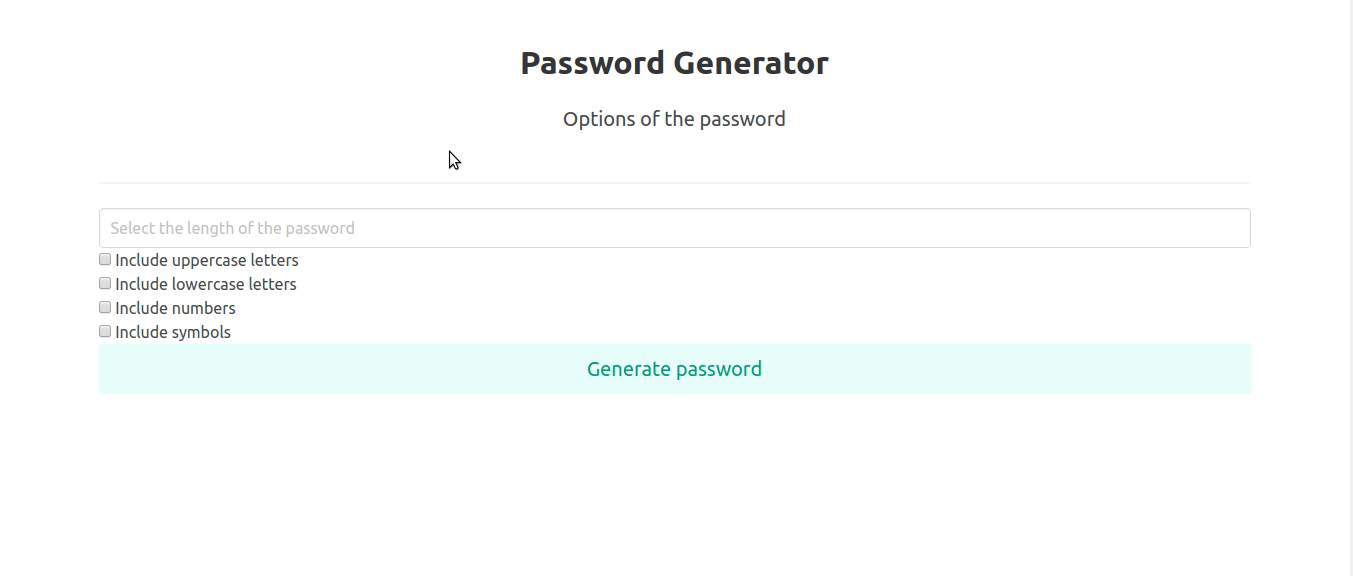 Password Generator
Options of the password
Select the length of the password
Include uppercase letters
Include lowercase letters
Include numbers
Include symbols
Generate password